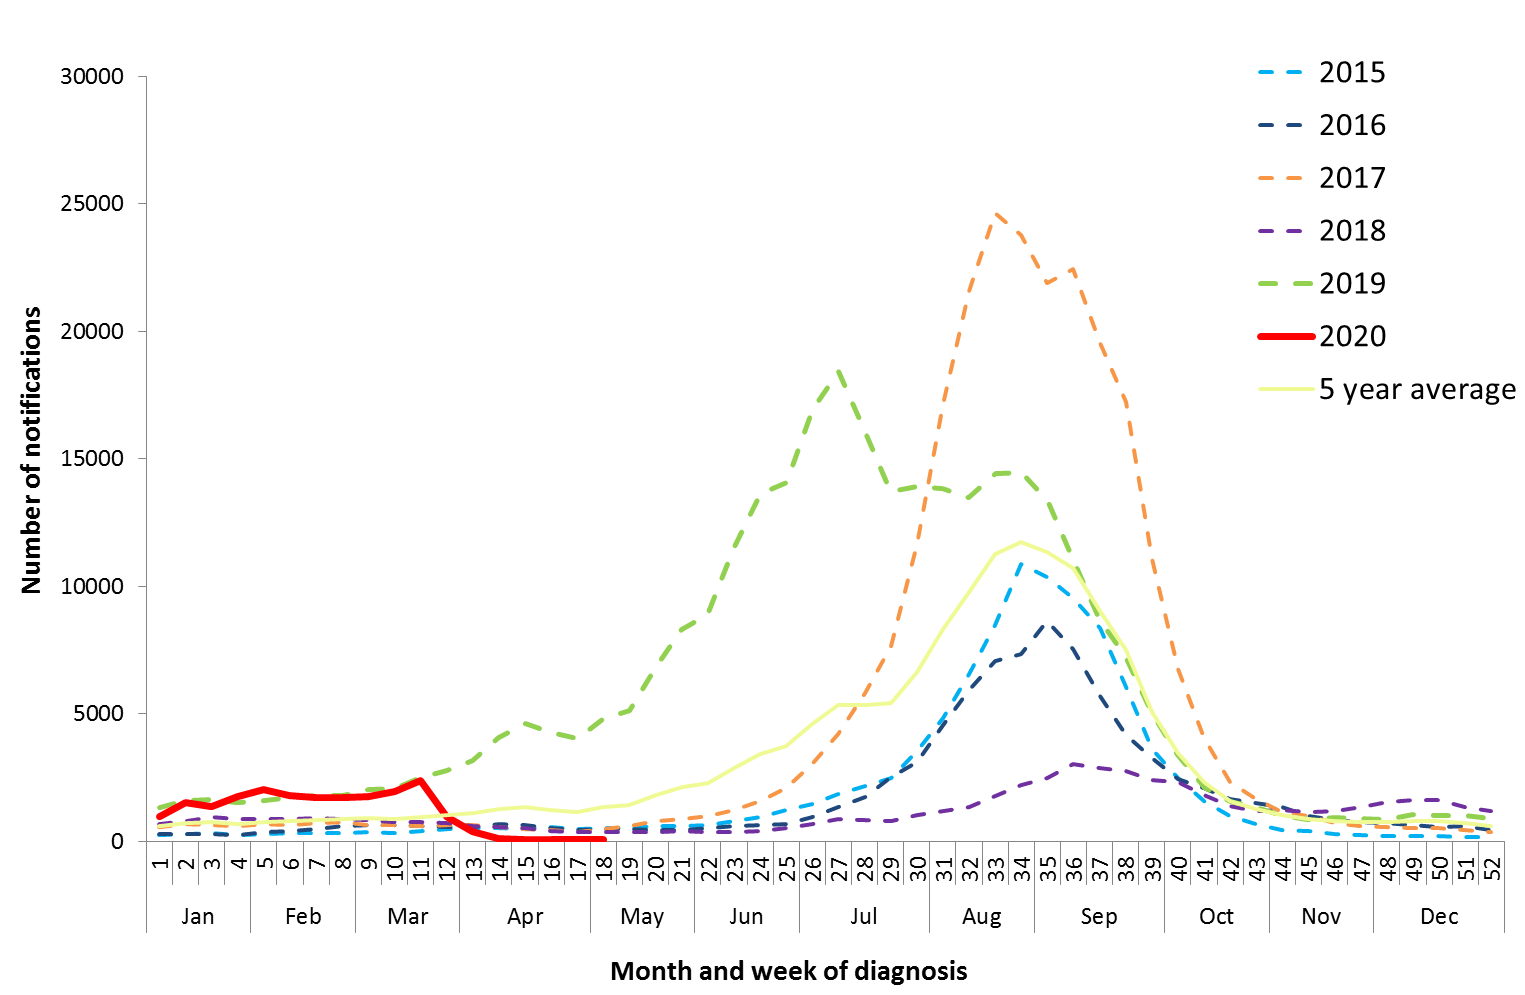 30000
25000
20000
15000
10000
5000
0
Number of notifications
2015
2016
2017
2018
2019
2020
5 year average
1 2 3 4 5 6 7 8 9 10 11 12 13 14 15 16 17 18 19 20 21 22 23 24 25 26 27 28 29 30 31 32 33 34 35 36 37 38 39 40 41 42 43 44 45 46 47 48 49 50 51 52
Jan Feb Mar Apr May Jun Jul Aug Sep Oct Nov Dec
Month and week of diagnosis